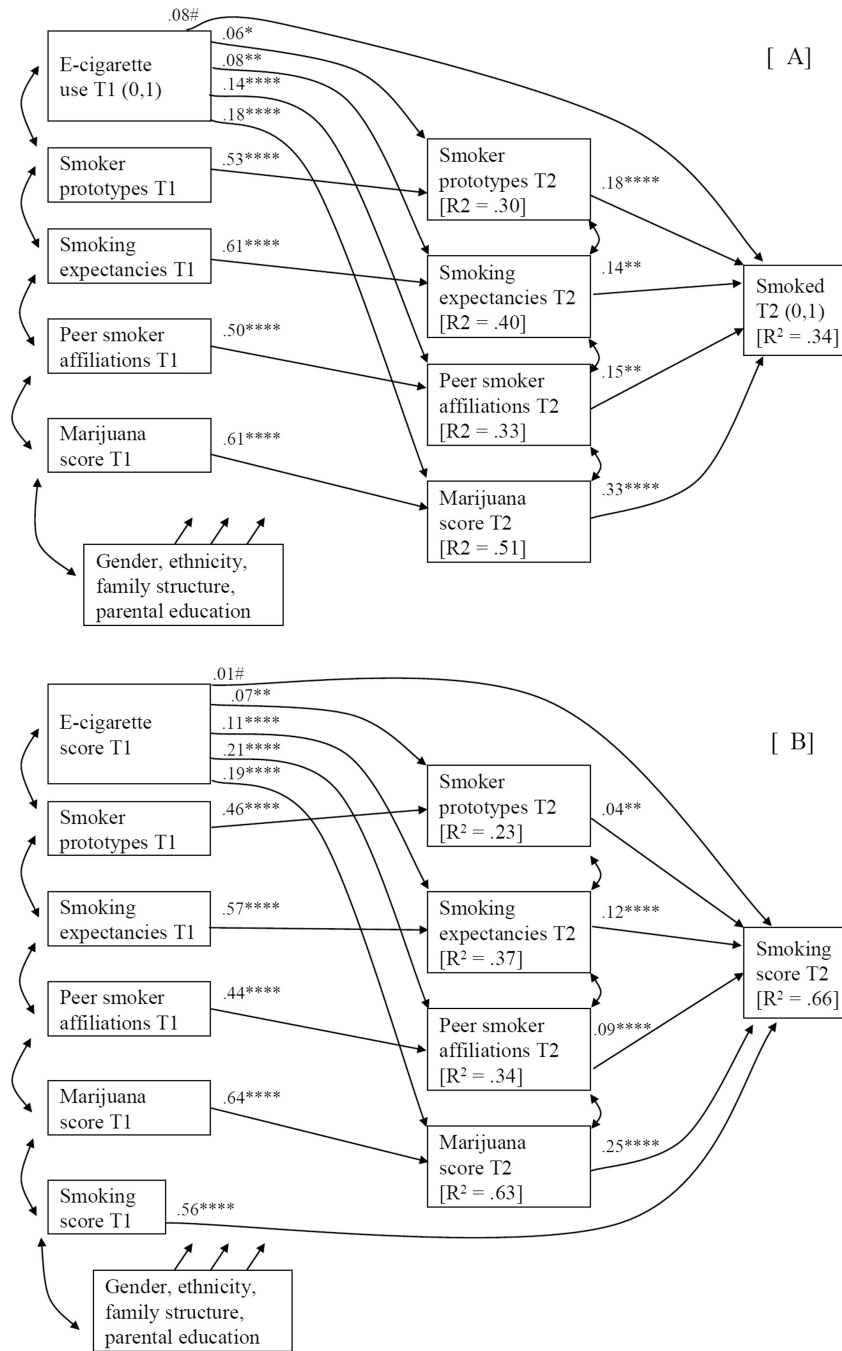 .08#
.06*
[ A]
E-cigarette
use T1 (0,1)
.08**
.14****
.18****
Smoker
prototypes T1
.53****
Smoker
prototypes T2
[R2 = .30]
.18****
Smoking
expectancies T1
.61****
Smoking
expectancies T2
[R2 = .40]
.14**
Smoked
T2 (0,1)
[R² = .34]
Peer smoker
affiliations T1
.50****
Peer smoker
affiliations T2
[R2 = .33]
.15**
Marijuana
score T1
.61****
Marijuana
score T2
[R2 = .51]
.33****
Gender, ethnicity,
family structure,
parental education
.01#
.07**
[ B]
E-cigarette
score T1
.11****
.21****
.19****
Smoker
prototypes T1
.46****
Smoker
prototypes T2
[R² = .23]
.04**
Smoking
expectancies T1
.57****
Smoking
expectancies T2
[R² = .37]
.12****
Smoking
score T2
[R² = .66]
Peer smoker
affiliations T1
.44****
Peer smoker
affiliations T2
[R² = .34]
.09****
Marijuana
score T1
.64****
Marijuana
score T2
[R² = .63]
.25****
Smoking
score T1
.56****
Gender, ethnicity,
family structure,
parental education